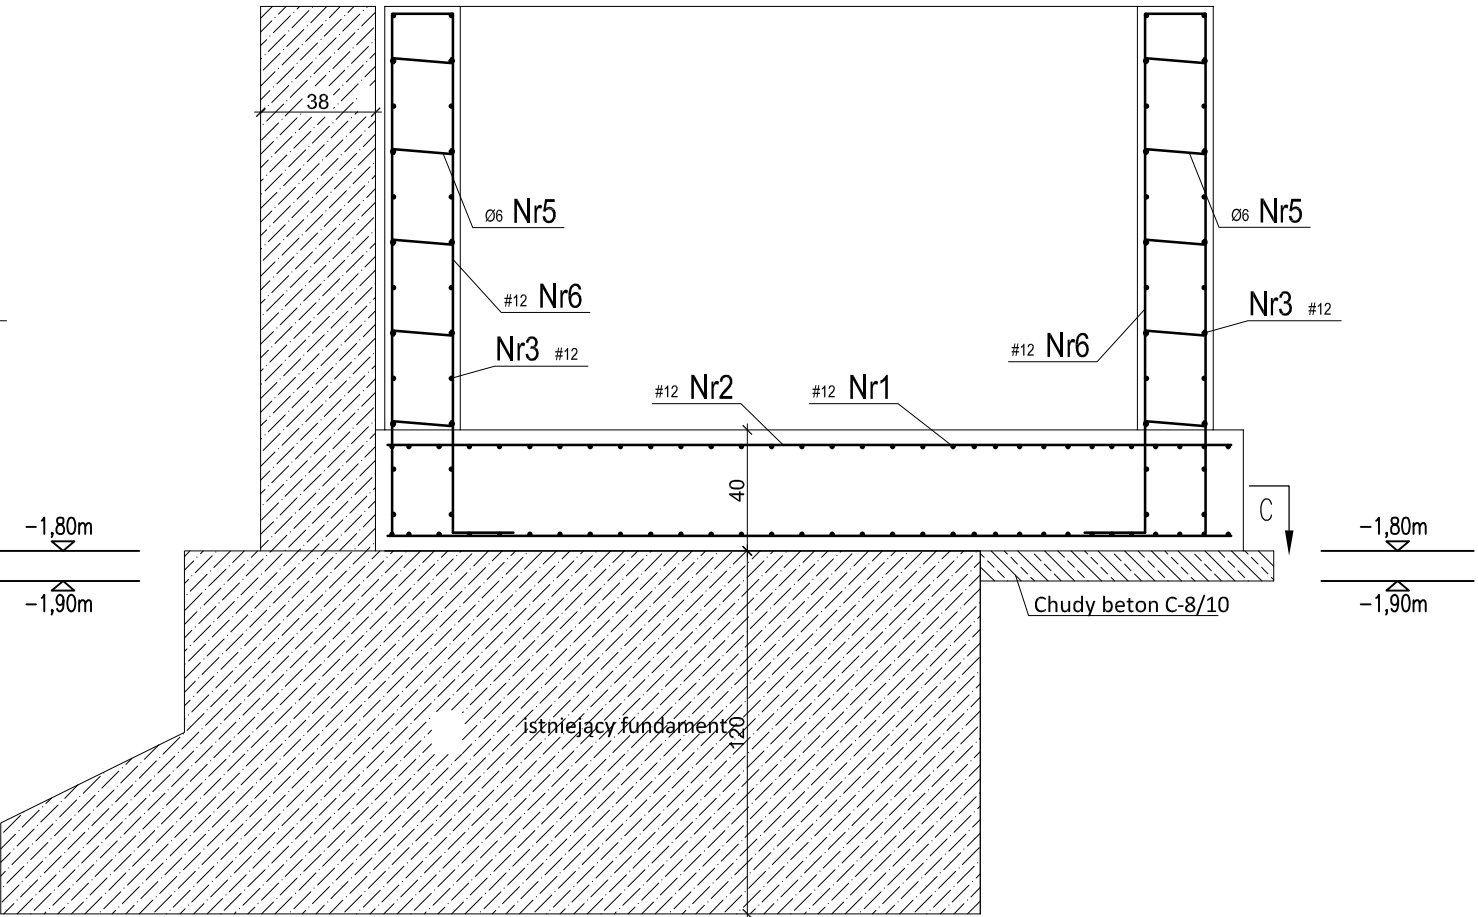 38
Ø6 Nr5
Ø6 Nr5
#12 Nr6
Nr3 #12
Nr3 #12
#12 Nr6
#12 Nr2
#12 Nr1
40
C
-1,80m
-1,80m
-1,90m
-1,90m
Chudy beton C-8/10
istniejący fundament
120